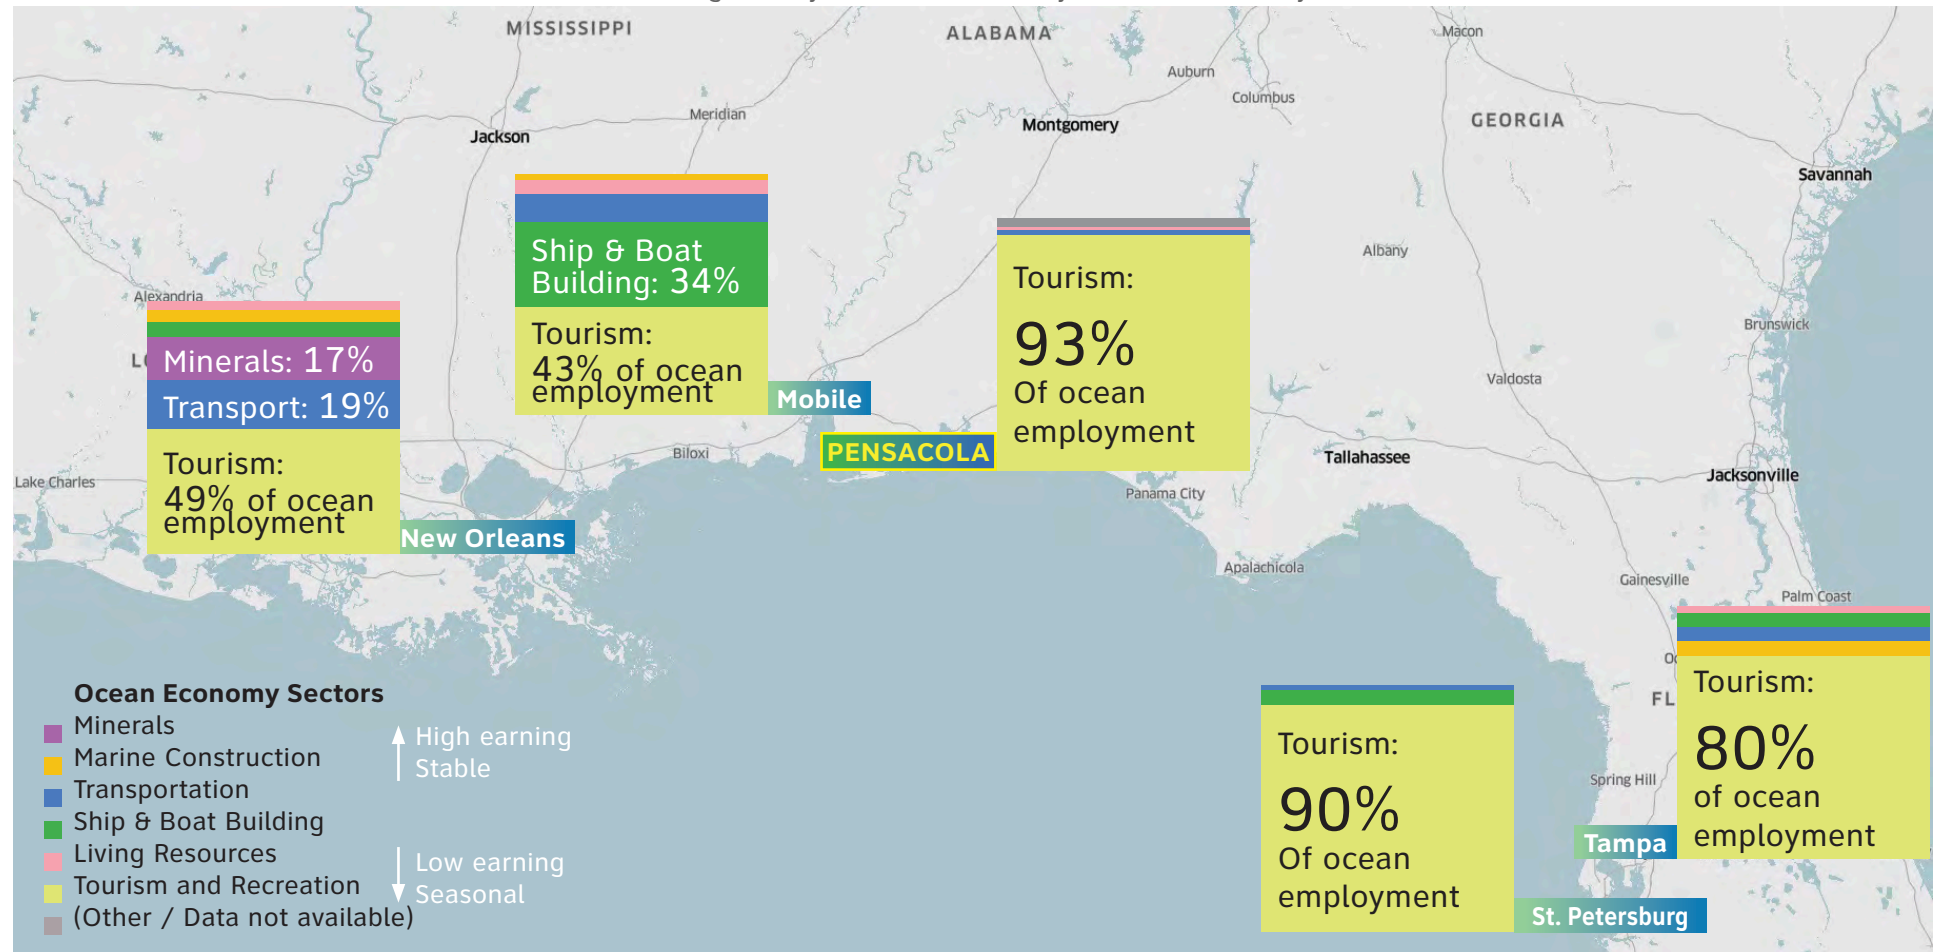 MISSISSIPPI
ALABAMA
Macon
Auburn
Columbus
Meridian
GEORGIA
Jackson
Montgomery
Savannah
Ship & Boat
Building: 34%
Tourism:
43% of ocean
employment
Mobile
Tourism:
93%
Of ocean
employment
PENSACOLA
Albany
Alexandria
Brunswick
Minerals: 17%
Transport: 19%
Tourism:
49% of ocean
employment
New Orleans
Valdosta
Biloxi
Tallahassee
Jacksonville
Lake Charles
Panama City
Apalachicola
Gainesville
Palm Coast
FL
Spring Hill
Tourism:
80%
of ocean
employment
Tampa
Tourism:
90%
Of ocean
employment
St. Petersburg
Ocean Economy Sectors
Minerals
Marine Construction
Transportation
Ship & Boat Building
Living Resources
Tourism and Recreation
(Other / Data not available)
High earning
Stable
Low earning
Seasonal